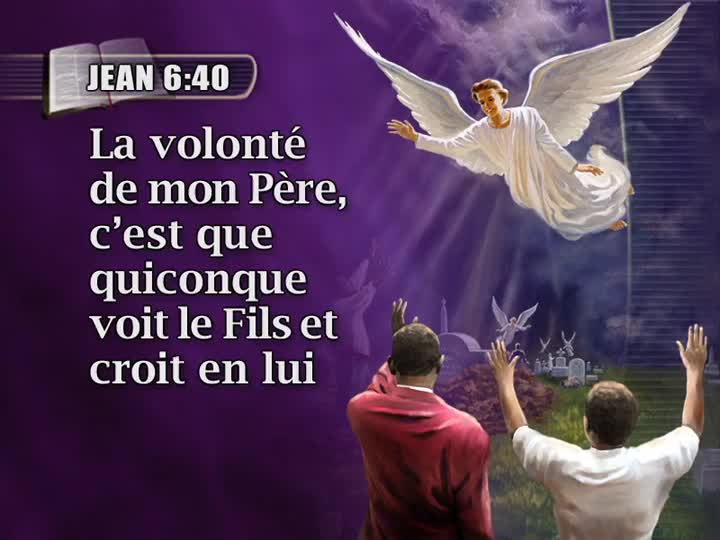 JEAN 6:40
La volonté
de mon Père,
c’est que
quiconque
voit le Fils et
croit en lui